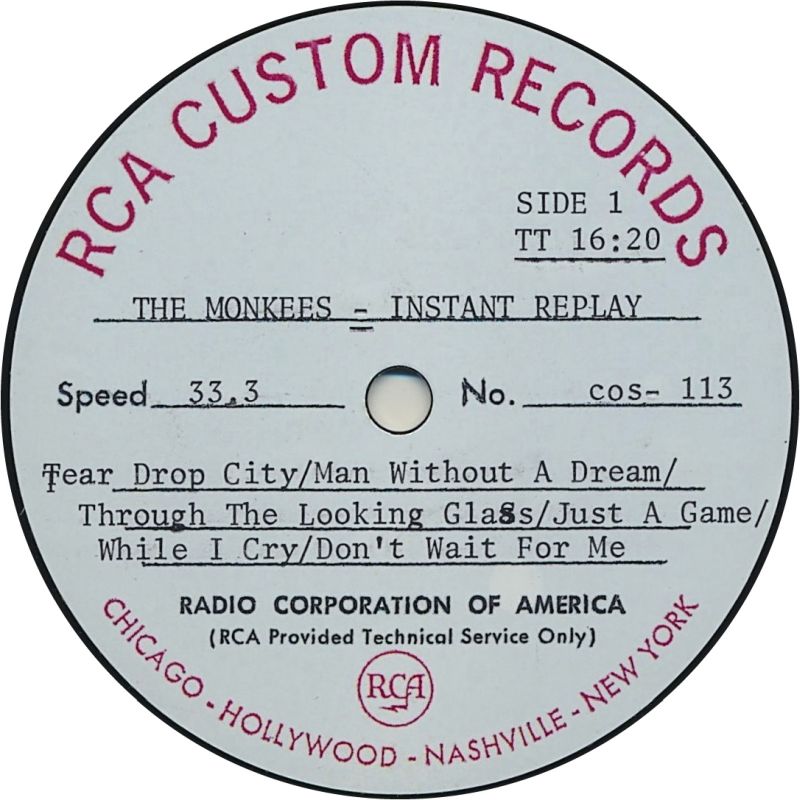 RCA CUSTOM RECORDS
SIDE 1
TT 16:20
THE MONKEES - INSTANT REPLAY
Speed 33.3
No. cos- 113
Tear Drop City/Man Without A Dream/
Through The Looking Glass/Just A Game/
While I Cry/Don't Wait For Me
RADIO CORPORATION OF AMERICA
(RCA Provided Technical Service Only)
RCA
CHICAGO - HOLLYWOOD - NASHVILLE - NEW YORK